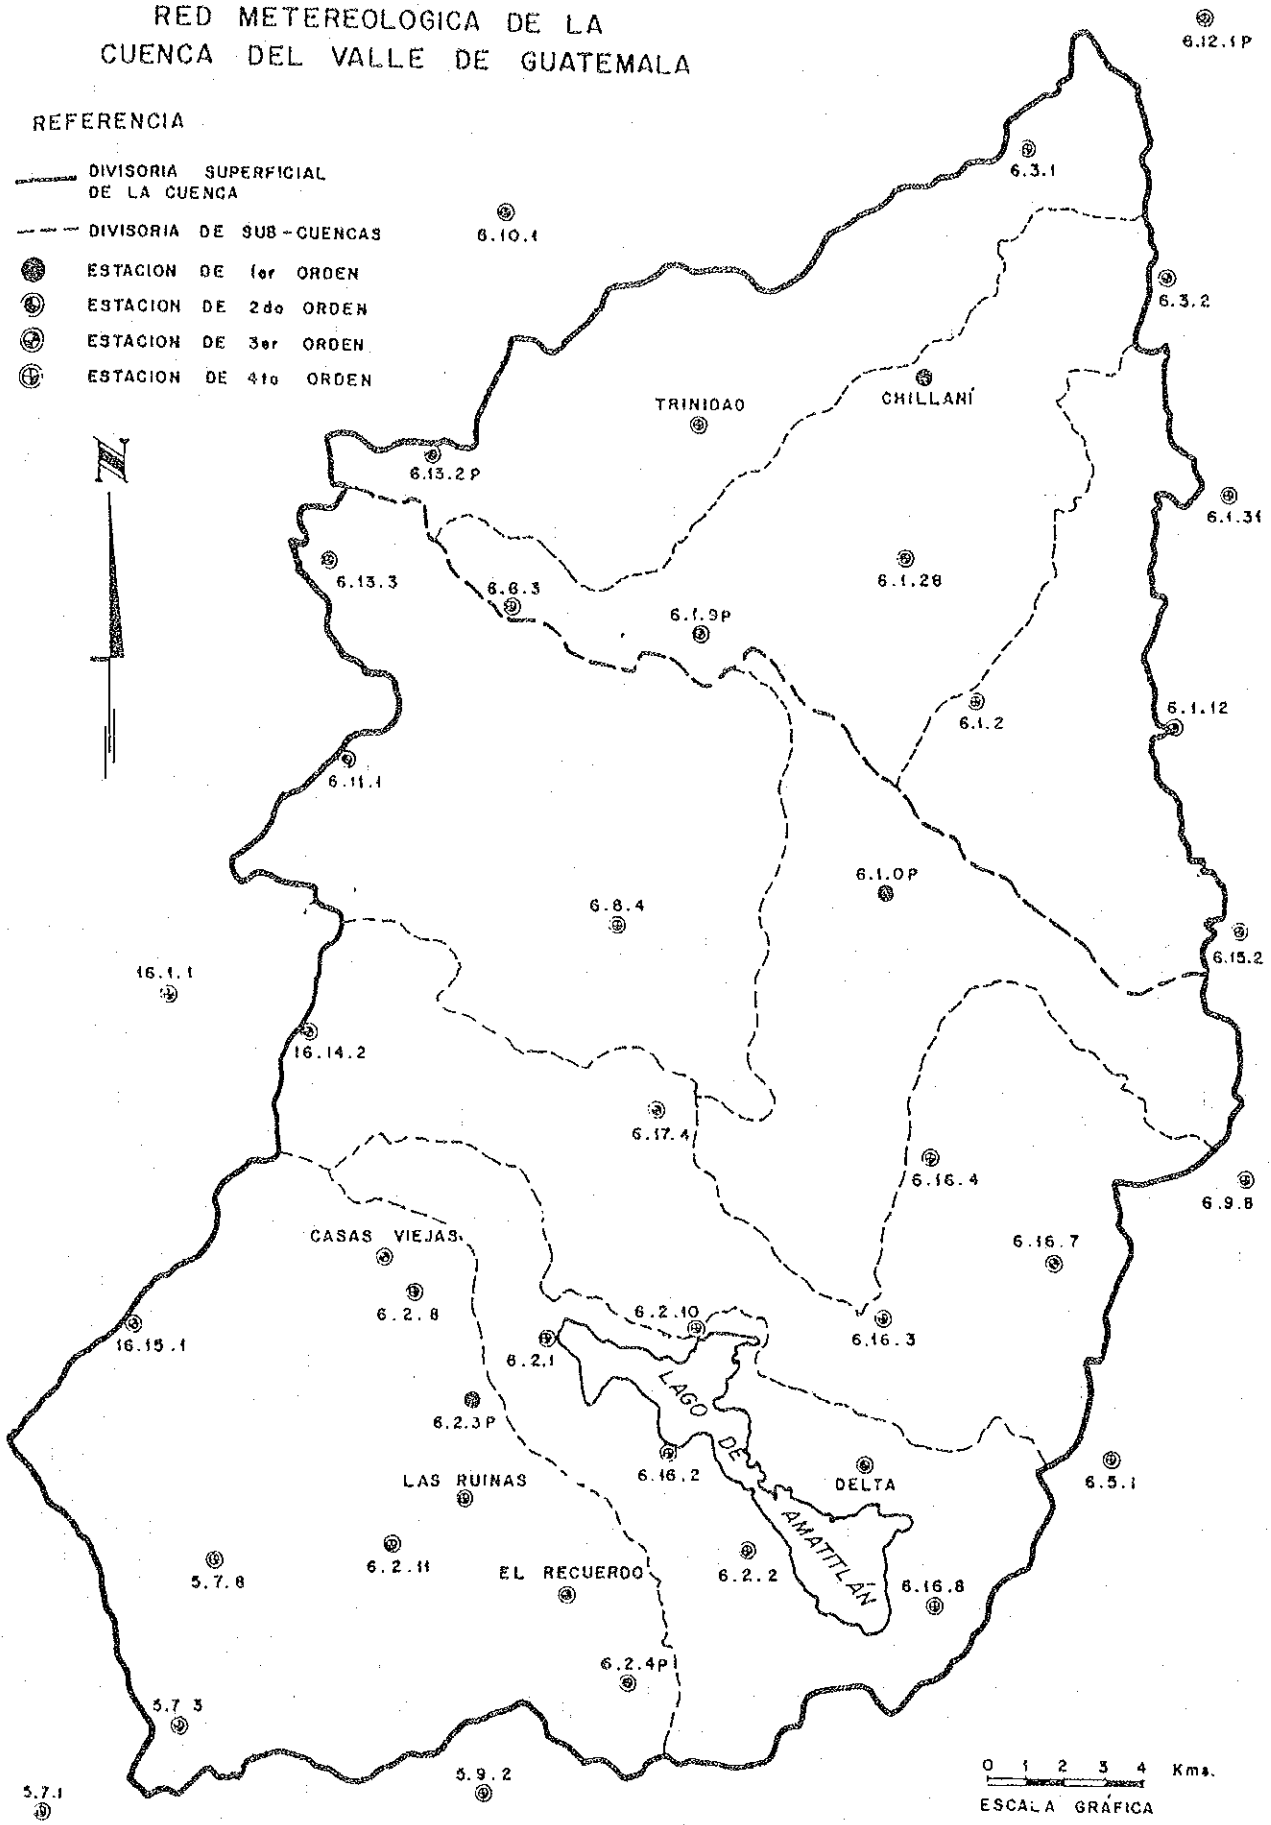 RED METEREOLOGICA DE LA
CUENCA DEL VALLE DE GUATEMALA
REFERENCIA
DIVISORIA SUPERFICIAL
DE LA CUENCA
DIVISORIA DE SUB-CUENCAS
ESTACION DE 1er ORDEN
ESTACION DE 2do ORDEN
ESTACION DE 3er ORDEN
ESTACION DE 4to ORDEN
N
6.12.1P
6.3.1
6.10.1
6.3.2
TRINIDAD
CHILLANÍ
6.13.2P
6.1.31
6.13.3
6.6.3
6.1.28
6.1.9P
6.1.2
6.1.12
6.11.1
6.1.0P
6.8.4
6.15.2
16.1.1
16.14.2
6.17.4
6.16.4
6.9.8
CASAS VIEJAS
6.16.7
6.2.8
6.2.10
16.15.1
6.2.1
6.16.3
6.2.3P
LAGO DE AMATITLÁN
6.16.2
LAS RUINAS
DELTA
6.5.1
5.7.8
6.2.11
EL RECUERDO
6.2.2
6.16.8
6.2.4P
5.7 3
5.7.1
5.9.2
0 1 2 3 4 Kms.
ESCALA GRÁFICA